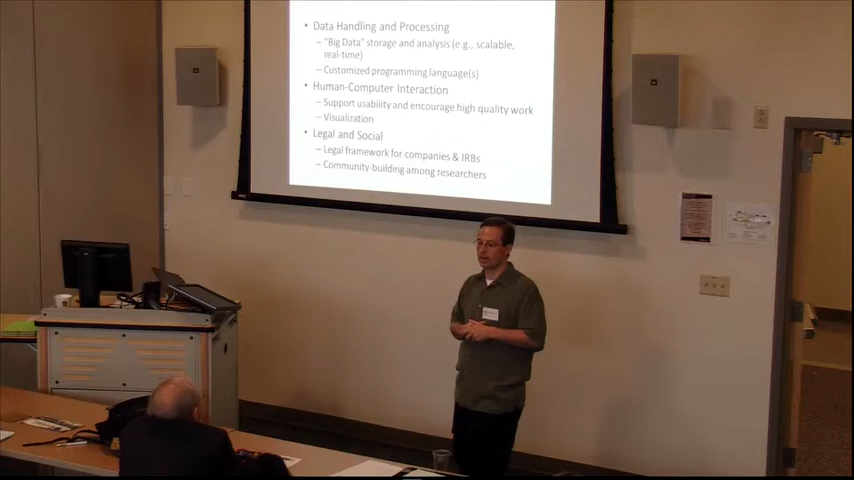 • Data Handling and Processing
– "Big Data" storage and analysis (e.g., scalable,
real-time)
– Customized programming language(s)
• Human-Computer Interaction
– Support usability and encourage high quality work
– Visualization
• Legal and Social
– Legal framework for companies & IRBs
– Community-building among researchers